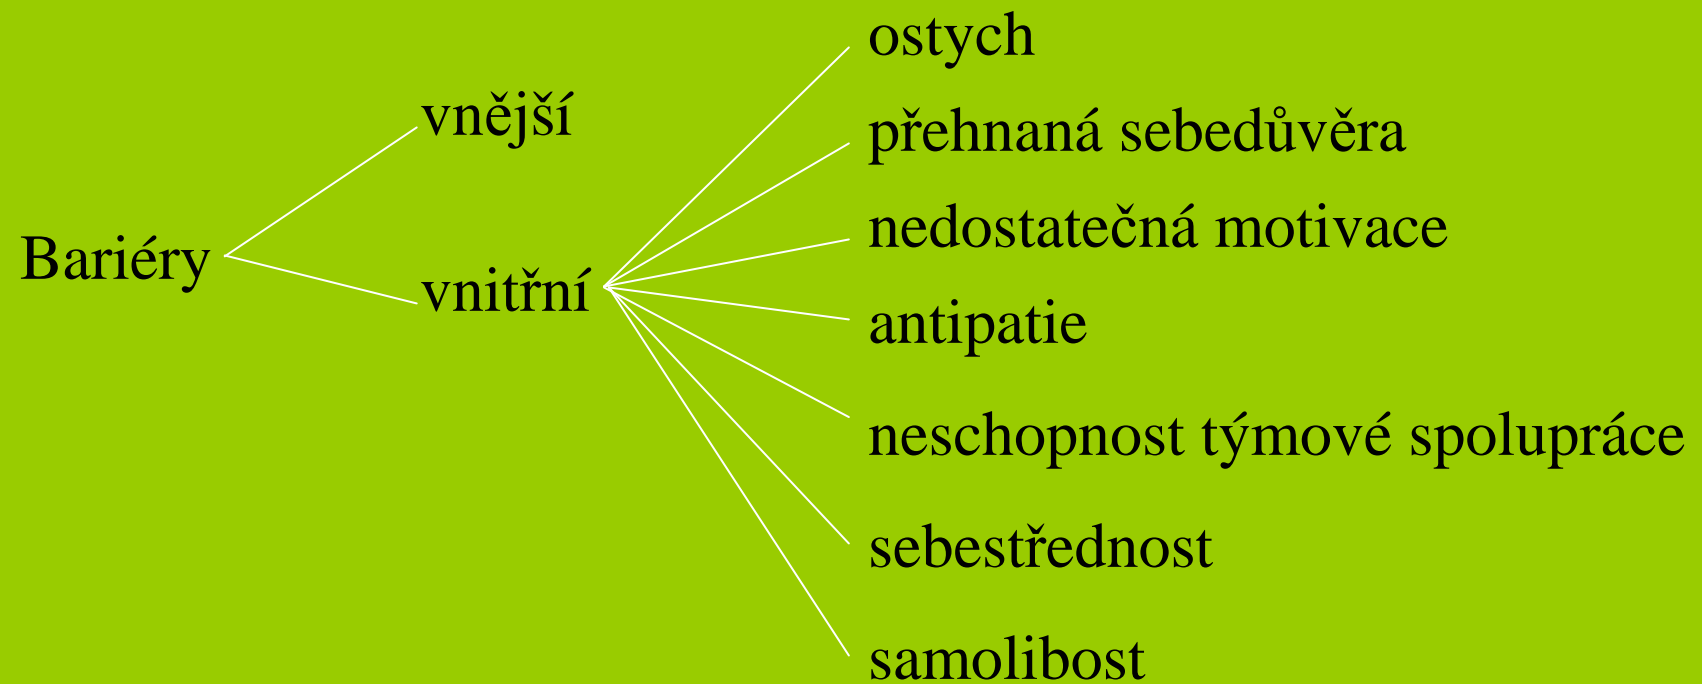 Bariéry
vnější
vnitřní
ostych
přehnaná sebedůvěra
nedostatečná motivace
antipatie
neschopnost týmové spolupráce
sebestřednost
samolibost